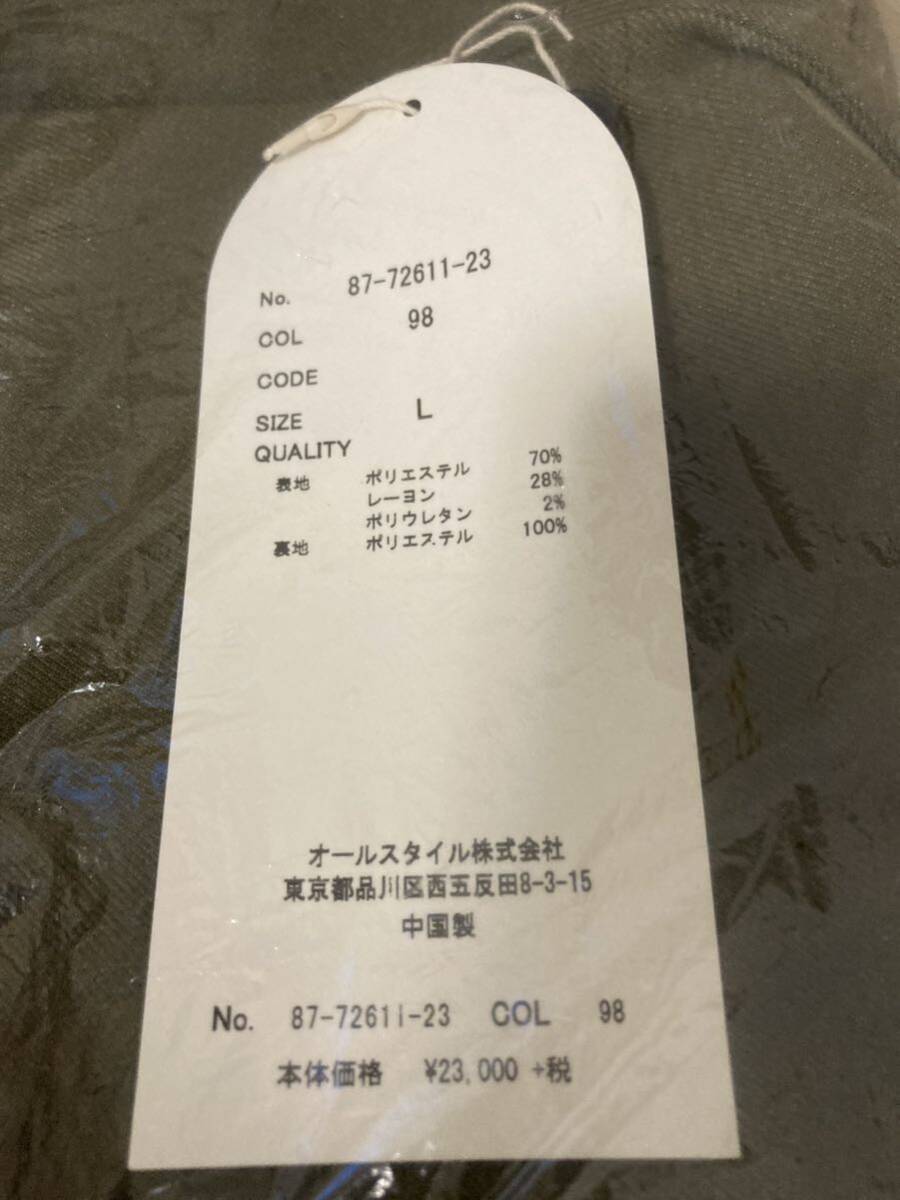 No. 87-72611-23
COL 98
CODE
SIZE L
QUALITY
表地 ポリエステル 70%
レーヨン 28%
ポリウレタン 2%
裏地 ポリエステル 100%
オールスタイル株式会社
東京都品川区西五反田8-3-15
中国製
No. 87-72611-23 COL 98
本体価格 ¥23,000 +税